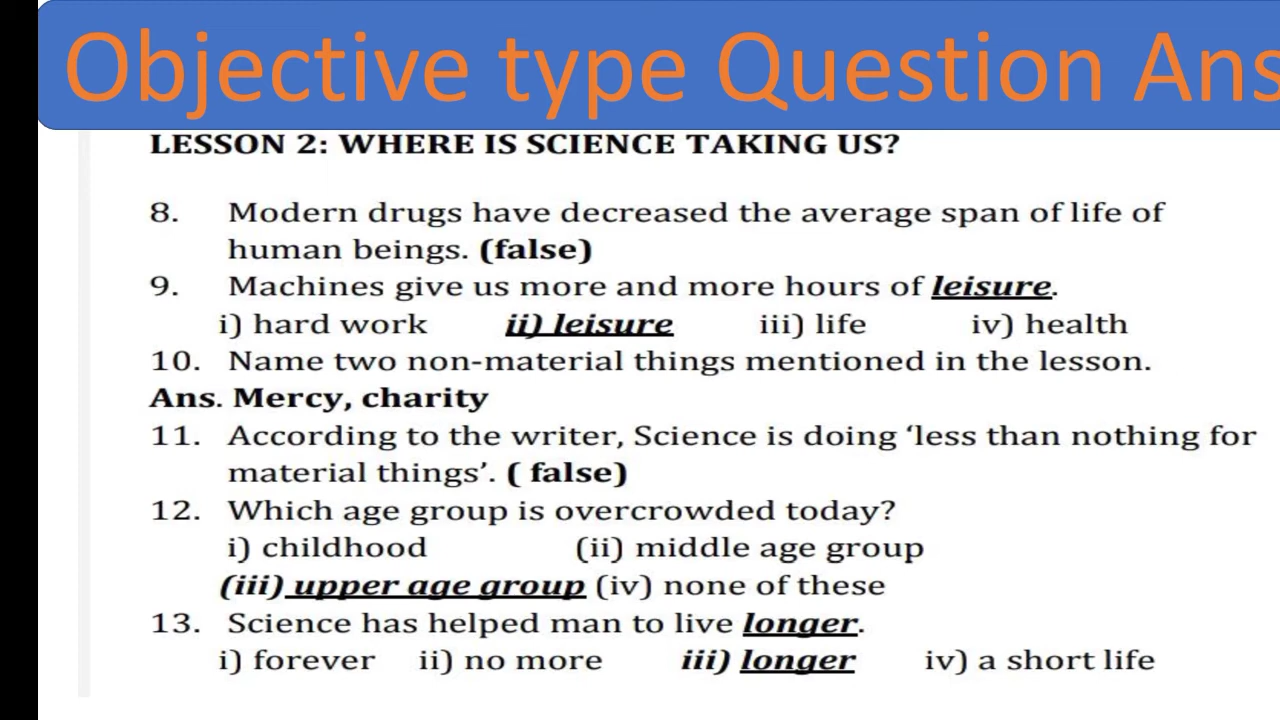 Objective type Question Ans
LESSON 2: WHERE IS SCIENCE TAKING US?
8. Modern drugs have decreased the average span of life of
human beings. (false)
9. Machines give us more and more hours of leisure.
i) hard work ii) leisure iii) life iv) health
10. Name two non-material things mentioned in the lesson.
Ans. Mercy, charity
11. According to the writer, Science is doing ‘less than nothing for
material things’. ( false)
12. Which age group is overcrowded today?
i) childhood (ii) middle age group
(iii) upper age group (iv) none of these
13. Science has helped man to live longer.
i) forever ii) no more iii) longer iv) a short life